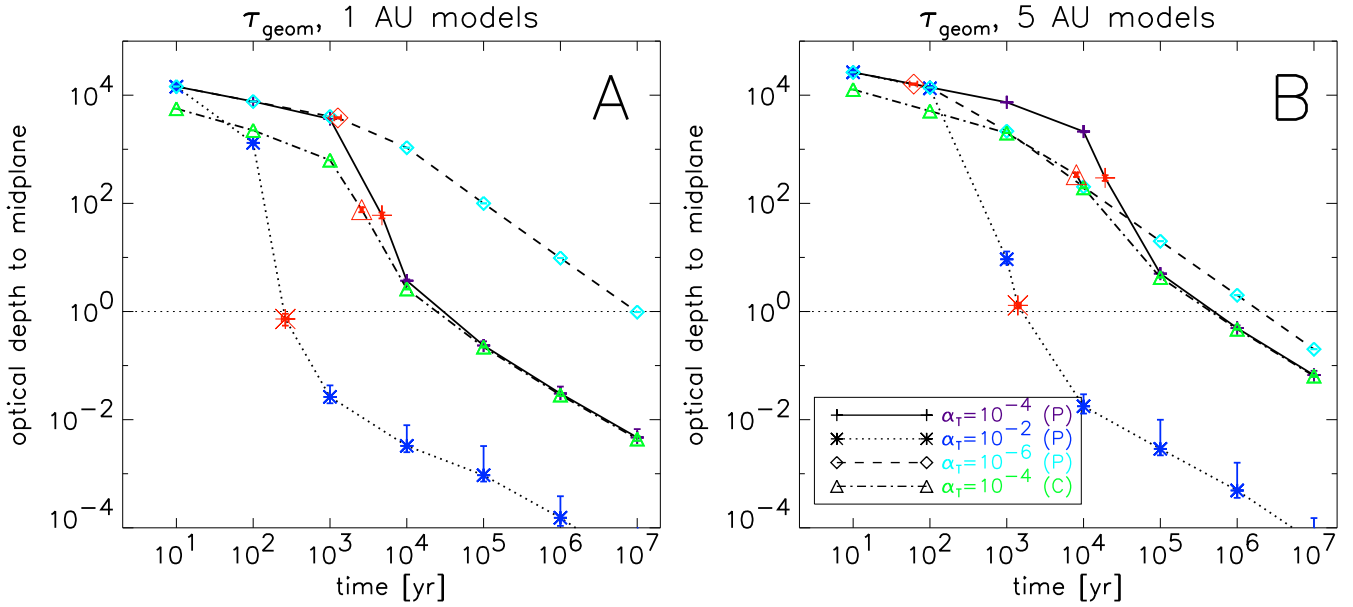 τ_geom, 1 AU models
A
optical depth to midplane
10^4
10^2
10^0
10^-2
10^-4
10^1 10^2 10^3 10^4 10^5 10^6 10^7
time [yr]
τ_geom, 5 AU models
B
optical depth to midplane
10^4
10^2
10^0
10^-2
10^-4
α_T=10^-4 (P)
α_T=10^-2 (P)
α_T=10^-6 (P)
α_T=10^-4 (C)
10^1 10^2 10^3 10^4 10^5 10^6 10^7
time [yr]